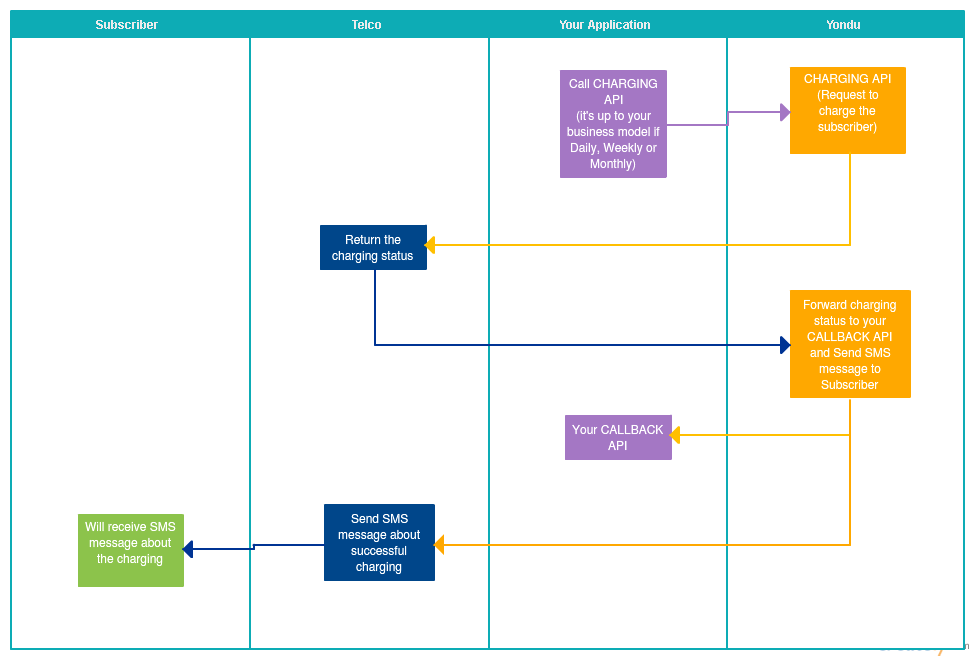 Subscriber
Telco
Your Application
Yondu
Call CHARGING
API
(it's up to your
business model if
Daily, Weekly or
Monthly)
CHARGING API
(Request to
charge the
subscriber)
Return the
charging status
Forward charging
status to your
CALLBACK API
and Send SMS
message to
Subscriber
Your CALLBACK
API
Send SMS
message about
successful
charging
Will receive SMS
message about
the charging